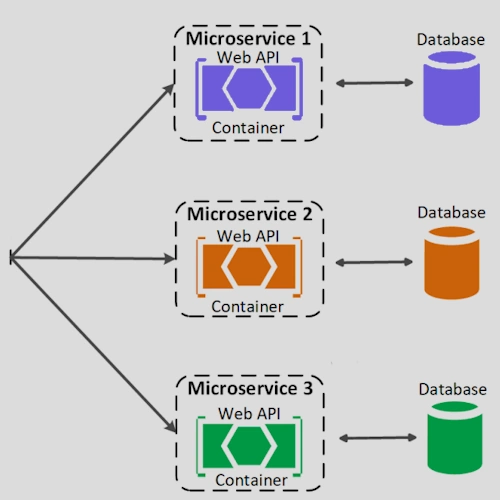 Microservice 1
Web API
Container
Database
Microservice 2
Web API
Container
Database
Microservice 3
Web API
Container
Database